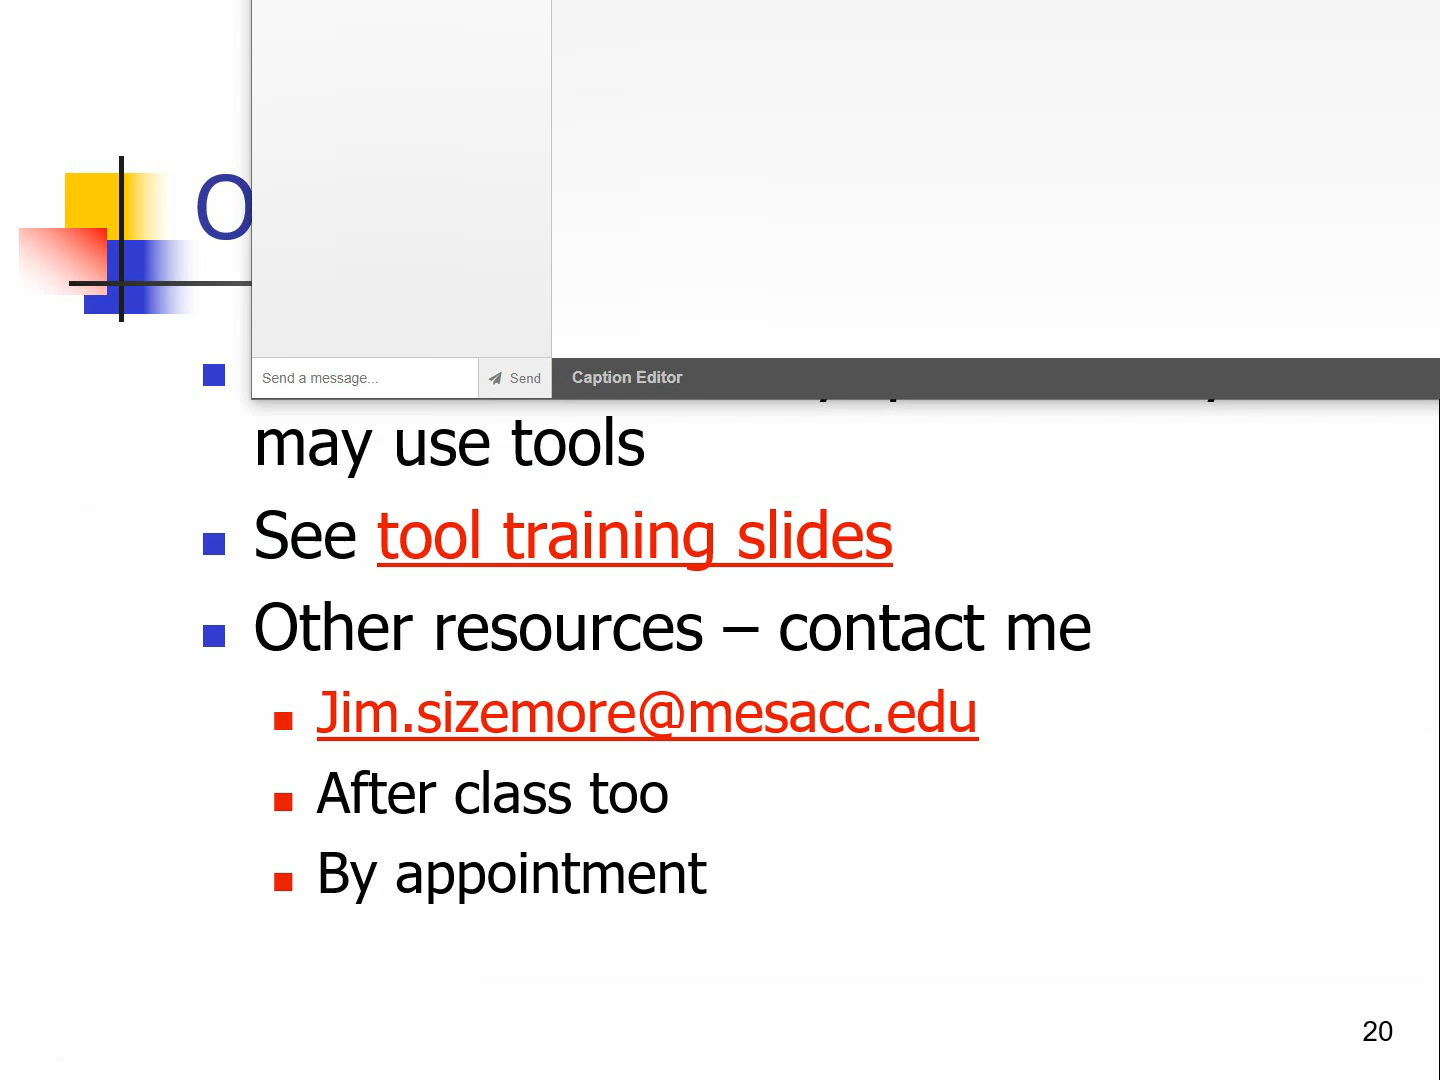 Send a message...
Send
Caption Editor
may use tools
See tool training slides
Other resources – contact me
Jim.sizemore@mesacc.edu
After class too
By appointment
20